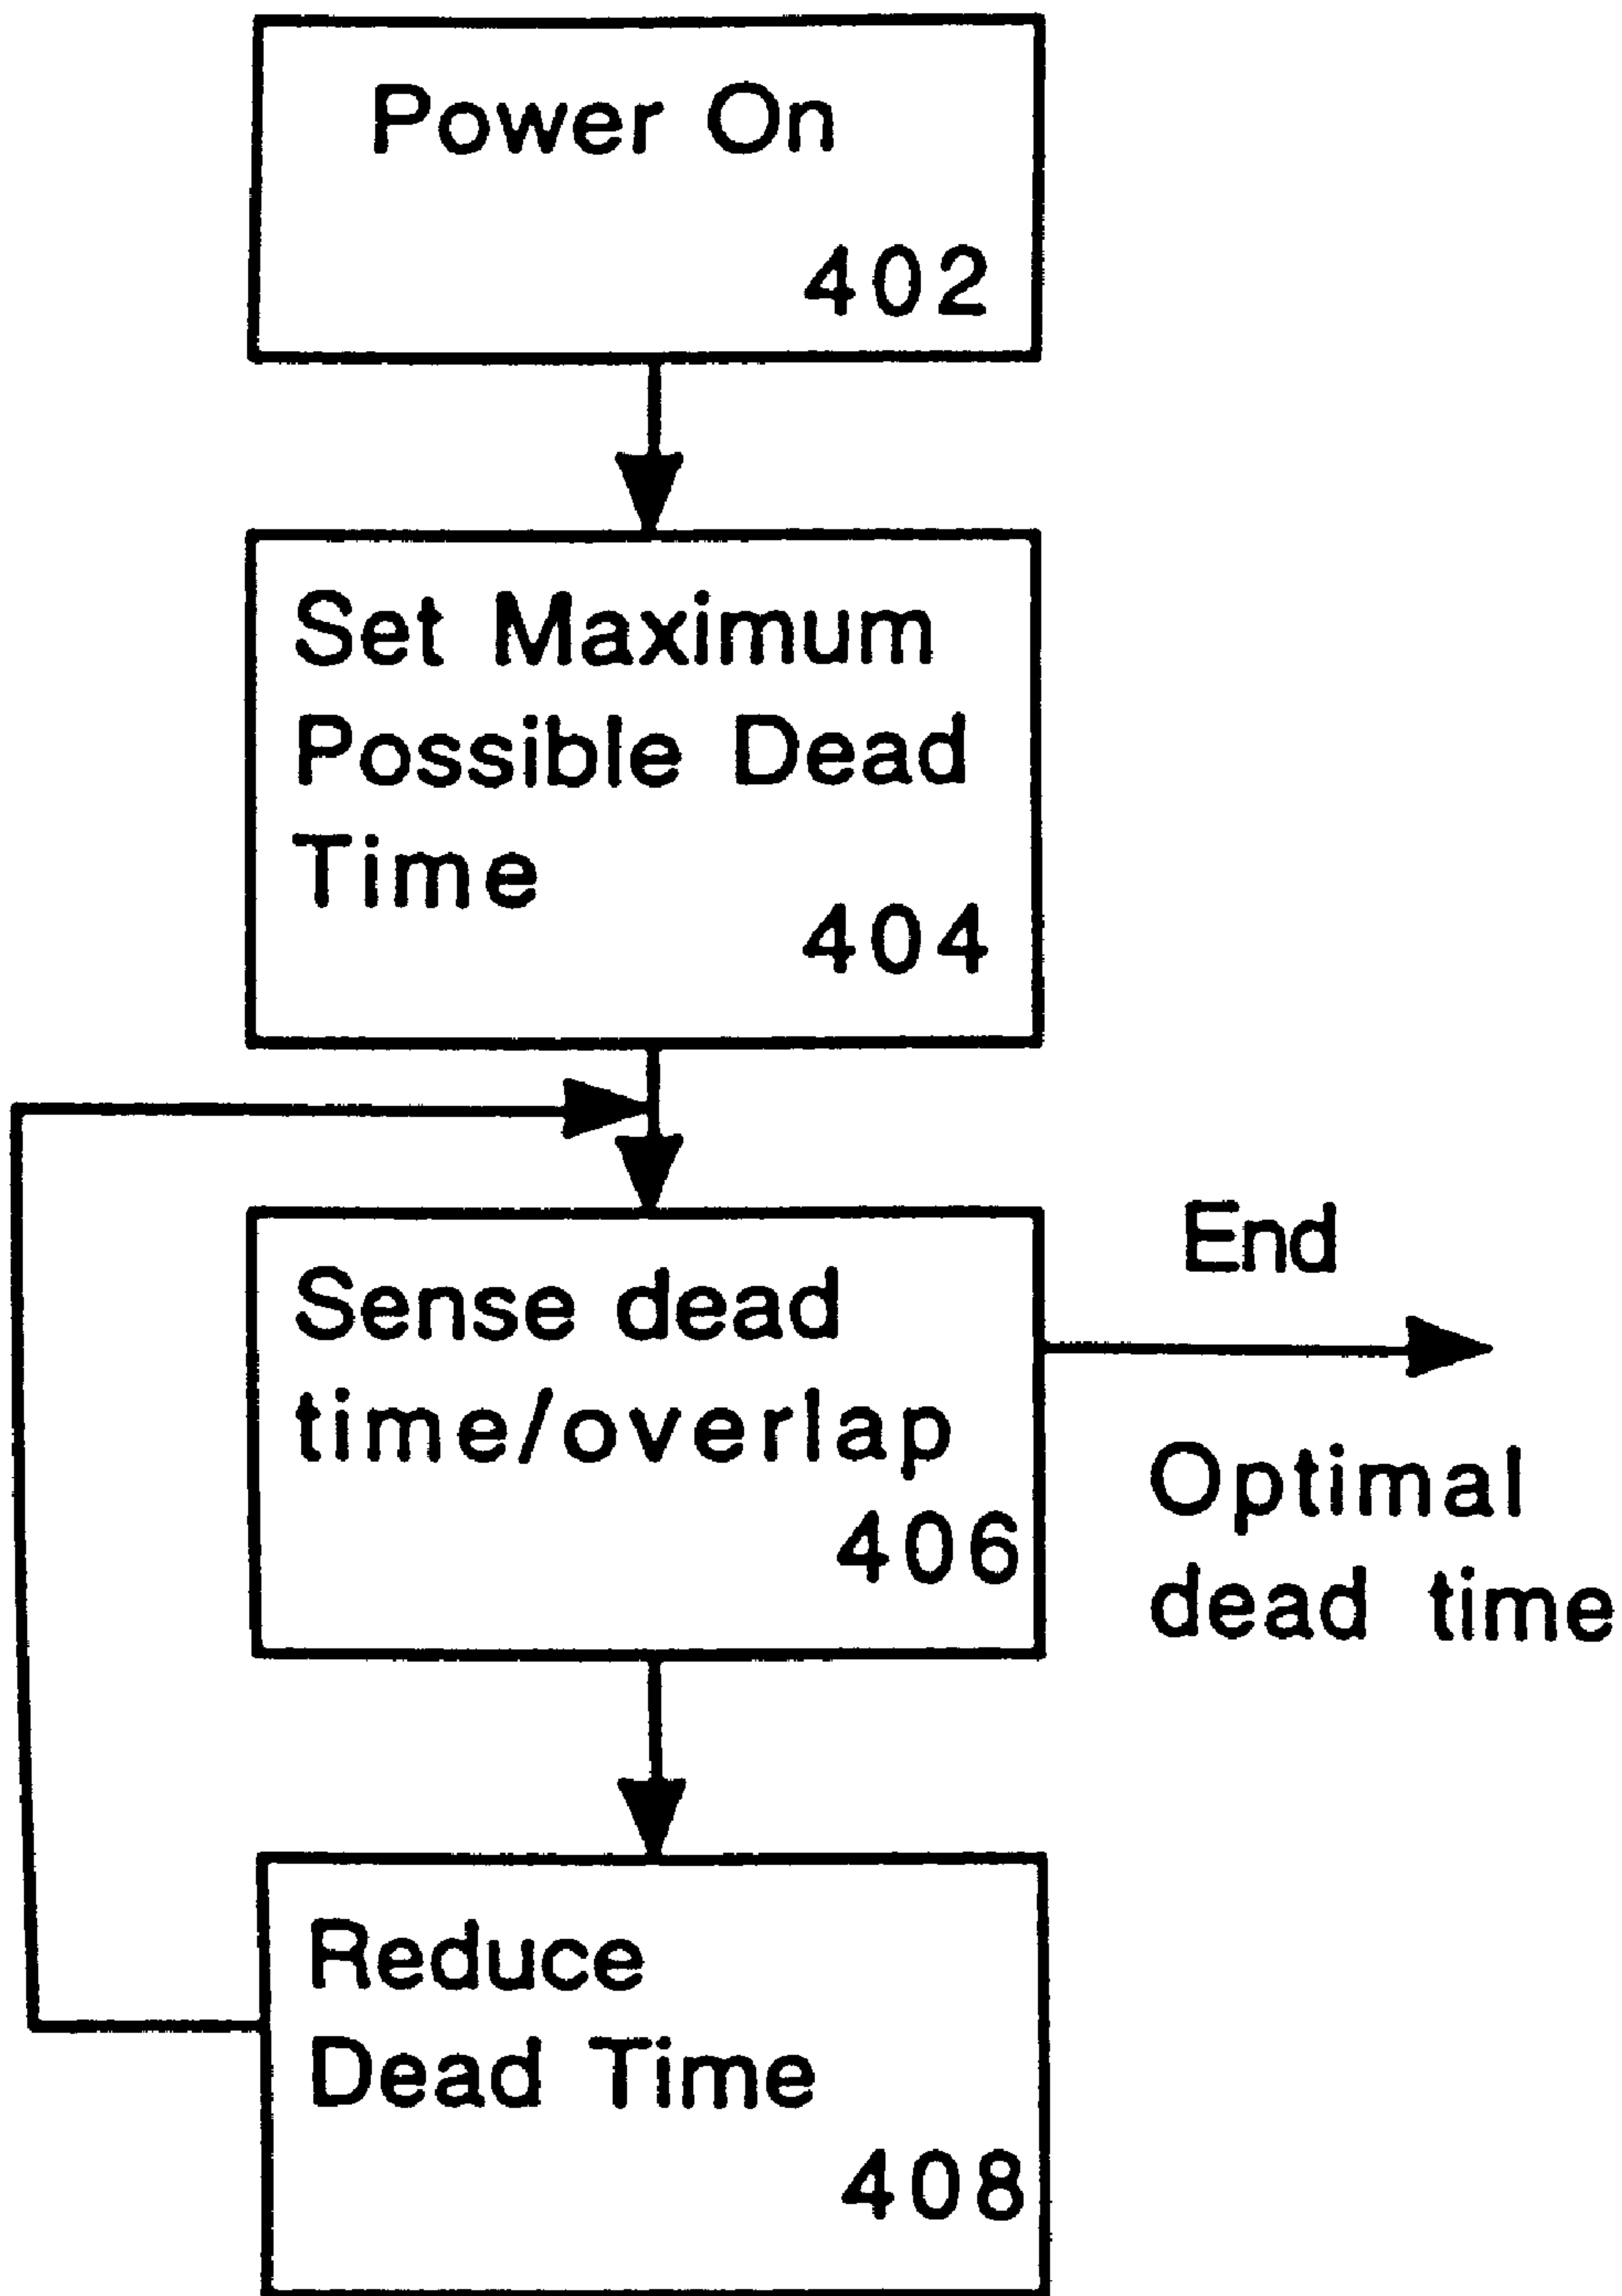 Power On
402
Set Maximum
Possible Dead
Time
404
Sense dead
time/overlap
406
End
Optimal
dead time
Reduce
Dead Time
408